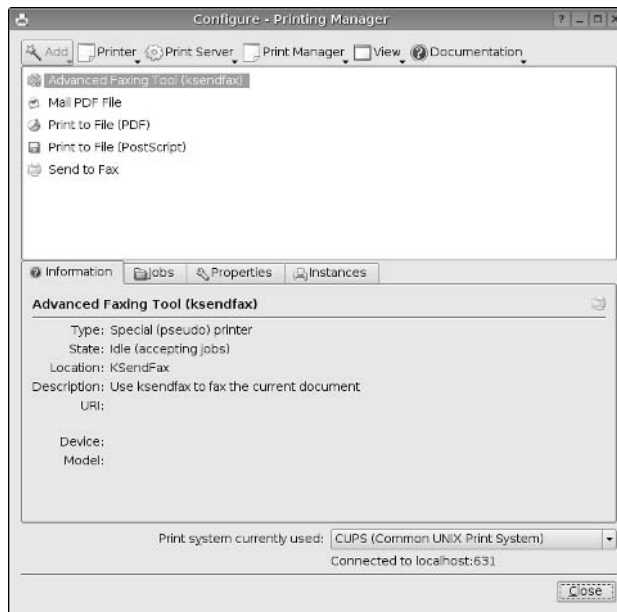 Configure - Printing Manager
Add Printer Print Server Print Manager View Documentation
Advanced Faxing Tool (ksendfax)
Mail PDF File
Print to File (PDF)
Print to File (PostScript)
Send to Fax
Information Jobs Properties Instances
Advanced Faxing Tool (ksendfax)
Type: Special (pseudo) printer
State: Idle (accepting jobs)
Location: KSendFax
Description: Use ksendfax to fax the current document
URI:
Device:
Model:
Print system currently used: CUPS (Common UNIX Print System)
Connected to localhost:631
Close